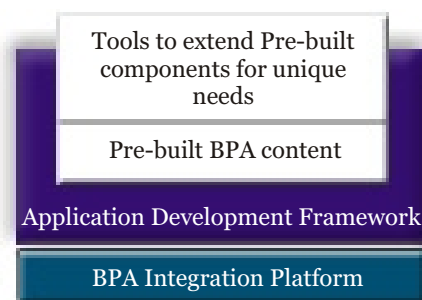 Tools to extend Pre-built
components for unique
needs
Pre-built BPA content
Application Development Framework
BPA Integration Platform